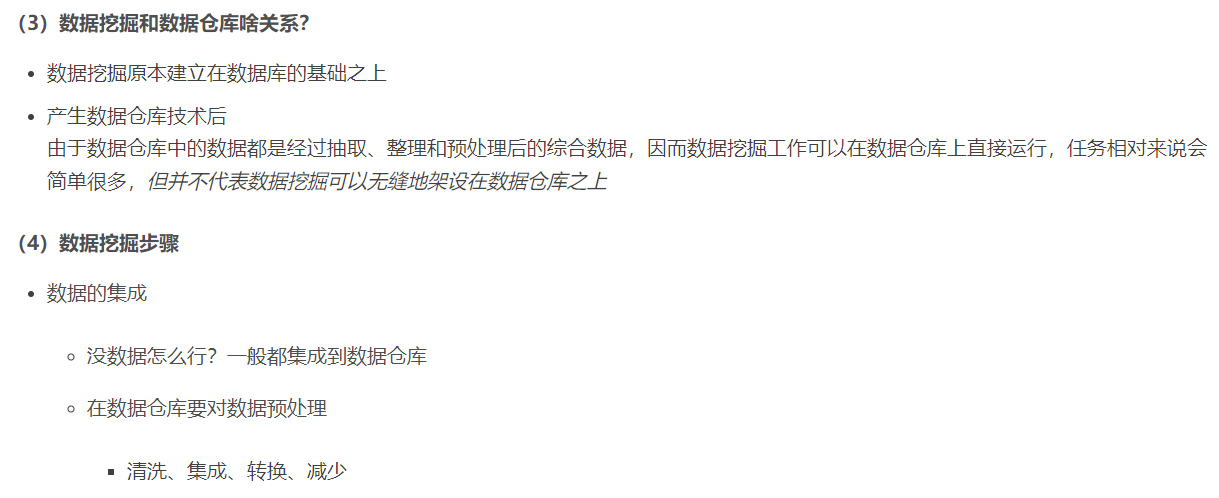 （3）数据挖掘和数据仓库啥关系？
数据挖掘原本建立在数据库的基础之上
产生数据仓库技术后
由于数据仓库中的数据都是经过抽取、整理和预处理后的综合数据，因而数据挖掘工作可以在数据仓库上直接运行，任务相对来说会
简单很多，但并不代表数据挖掘可以无缝地架设在数据仓库之上
（4）数据挖掘步骤
数据的集成
没数据怎么行？一般都集成到数据仓库
在数据仓库要对数据预处理
清洗、集成、转换、减少